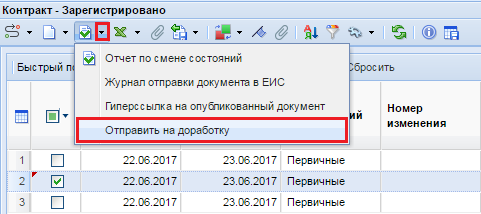 Контракт - Зарегистрировано
Быстрый по
Сбросить
Отчет по смене состояний
Журнал отправки документа в ЕИС
Гиперссылка на опубликованный документ
Отправить на доработку
ий
Номер изменения
1 22.06.2017 23.06.2017 Первичные
2 22.06.2017 23.06.2017 Первичные
3 22.06.2017 23.06.2017 Первичные